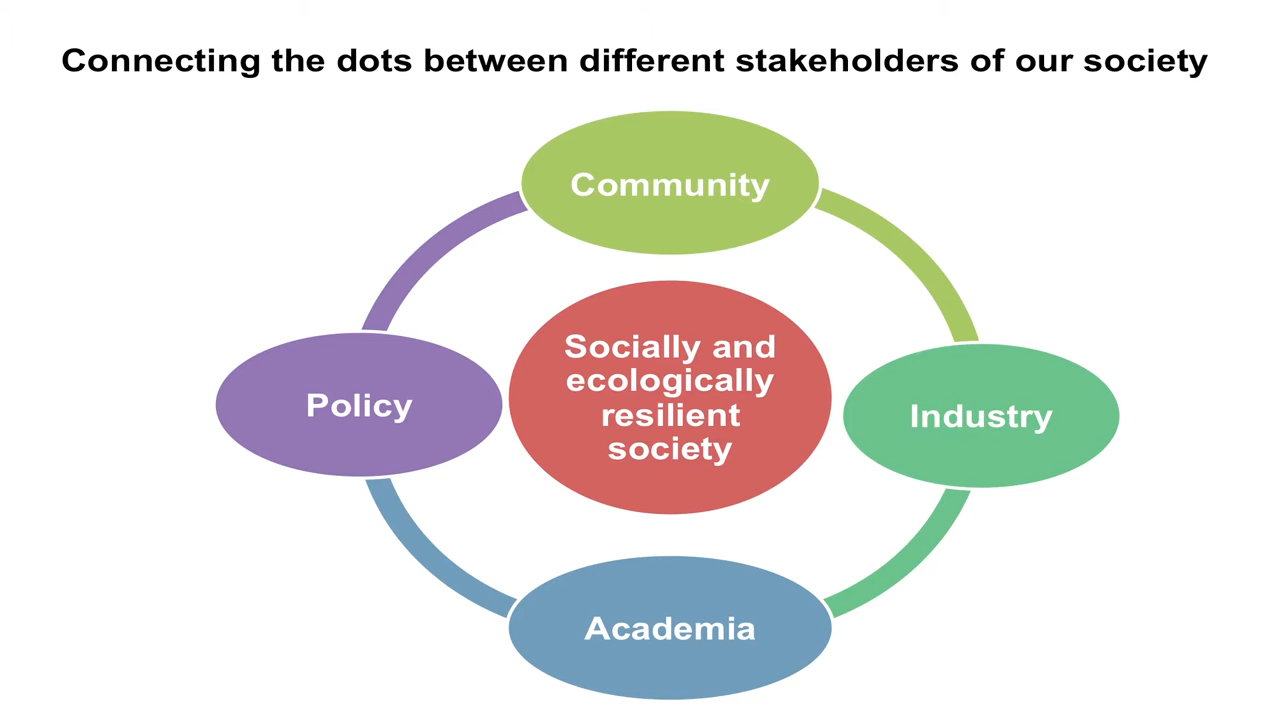 Connecting the dots between different stakeholders of our society
Community
Socially and
ecologically
resilient
society
Policy
Industry
Academia